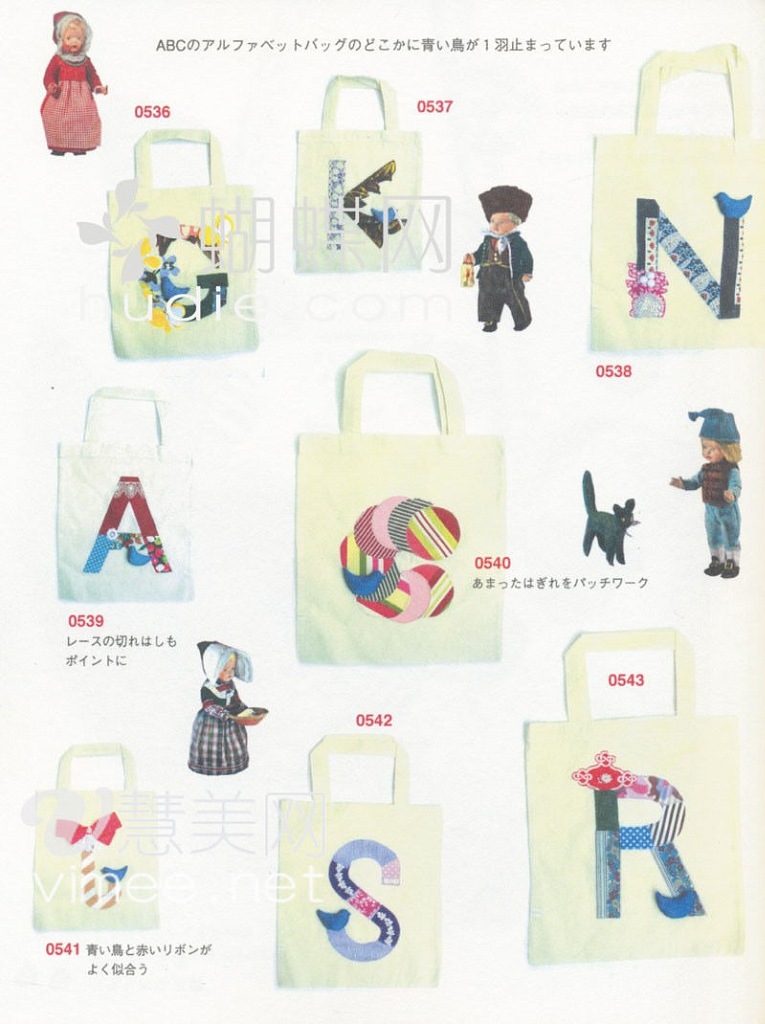 ABCのアルファベットバッグのどこかに青い鳥が1羽止まっています
0536
0537
蝴蝶网
hudie.com
0538
0539
レースの切れはしも
ポイントに
0540
あまったはぎれをパッチワーク
0543
0542
慧美网
vimee.net
0541 青い鳥と赤いリボンが
よく似合う